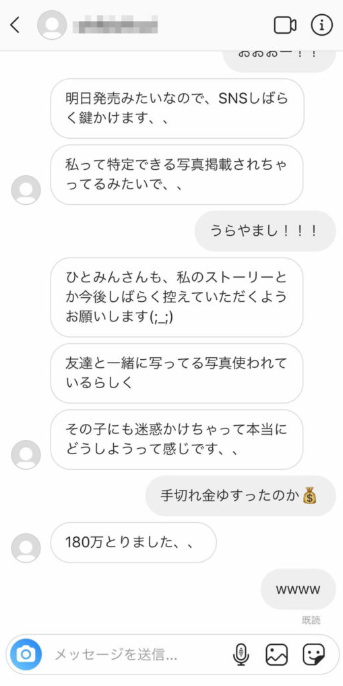 おおおー！！
明日発売みたいなので、SNSしばら
く鍵かけます、、
私って特定できる写真掲載されちゃ
ってるみたいで、、
うらやまし！！！
ひとみんさんも、私のストーリーと
か今後しばらく控えていただくよう
お願いします(;_;)
友達と一緒に写ってる写真使われて
いるらしく
その子にも迷惑かけちゃって本当に
どうしようって感じです、、
手切れ金ゆすったのか💰
180万とりました、、
wwww
既読
メッセージを送信...